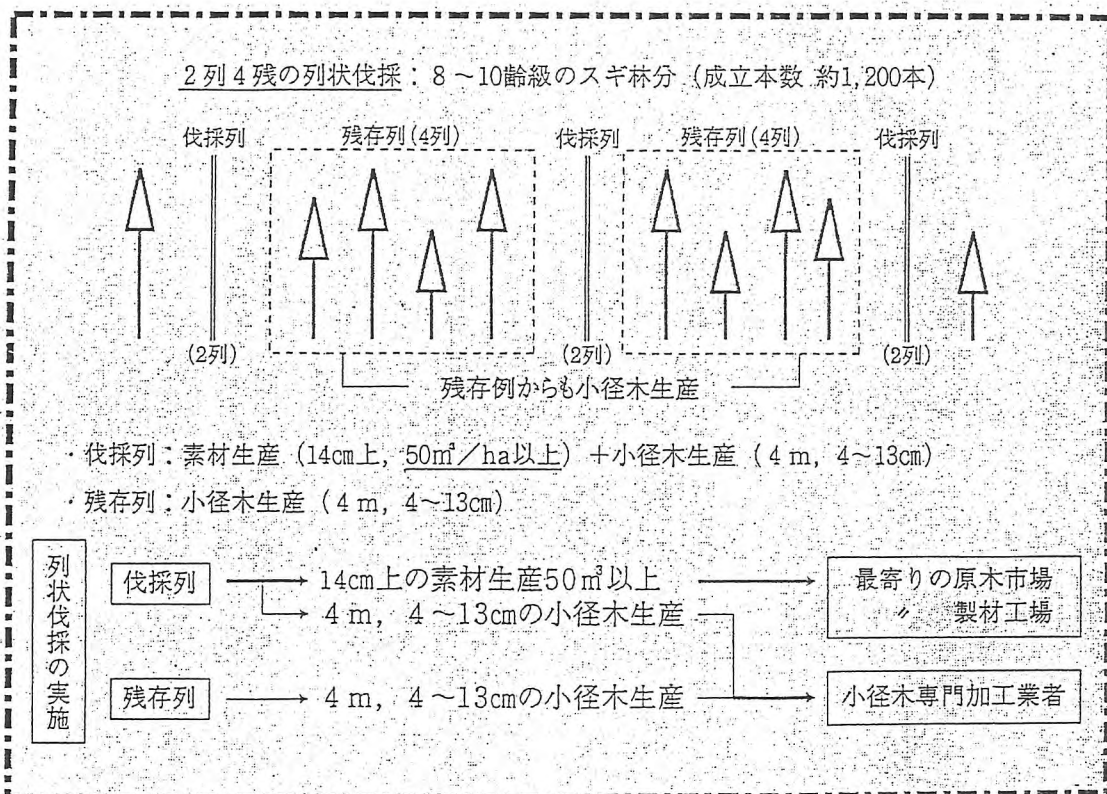 2列4残の列状伐採：8～10齢級のスギ林分（成立本数 約1,200本）
伐採列 残存列(4列) 伐採列 残存列(4列) 伐採列
(2列) (2列) (2列)
残存例からも小径木生産
・伐採列：素材生産（14cm上，50㎥／ha以上）＋小径木生産（4m，4～13cm）
・残存列：小径木生産（4m，4～13cm）
列状伐採の実施
伐採列 14cm上の素材生産50㎥以上 最寄りの原木市場
4m，4～13cmの小径木生産 〃 製材工場
残存列 4m，4～13cmの小径木生産 小径木専門加工業者